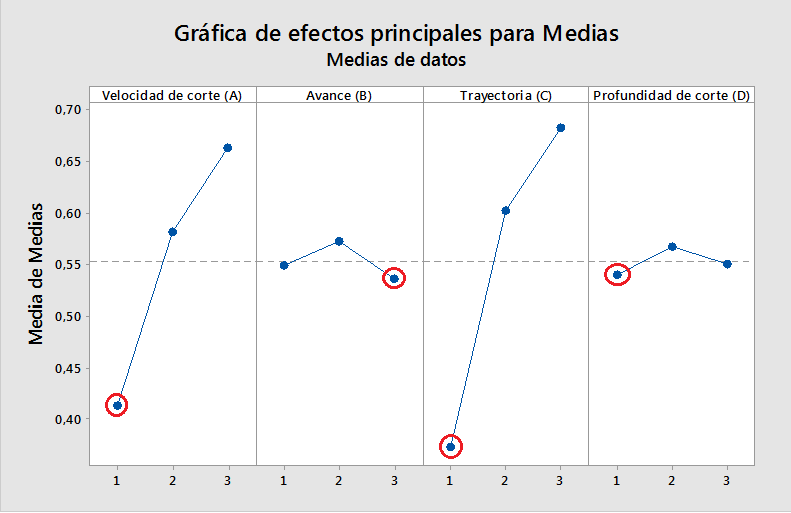 Gráfica de efectos principales para Medias
Medias de datos
Velocidad de corte (A) Avance (B) Trayectoria (C) Profundidad de corte (D)
Media de Medias
0,70
0,65
0,60
0,55
0,50
0,45
0,40
1 2 3 1 2 3 1 2 3 1 2 3